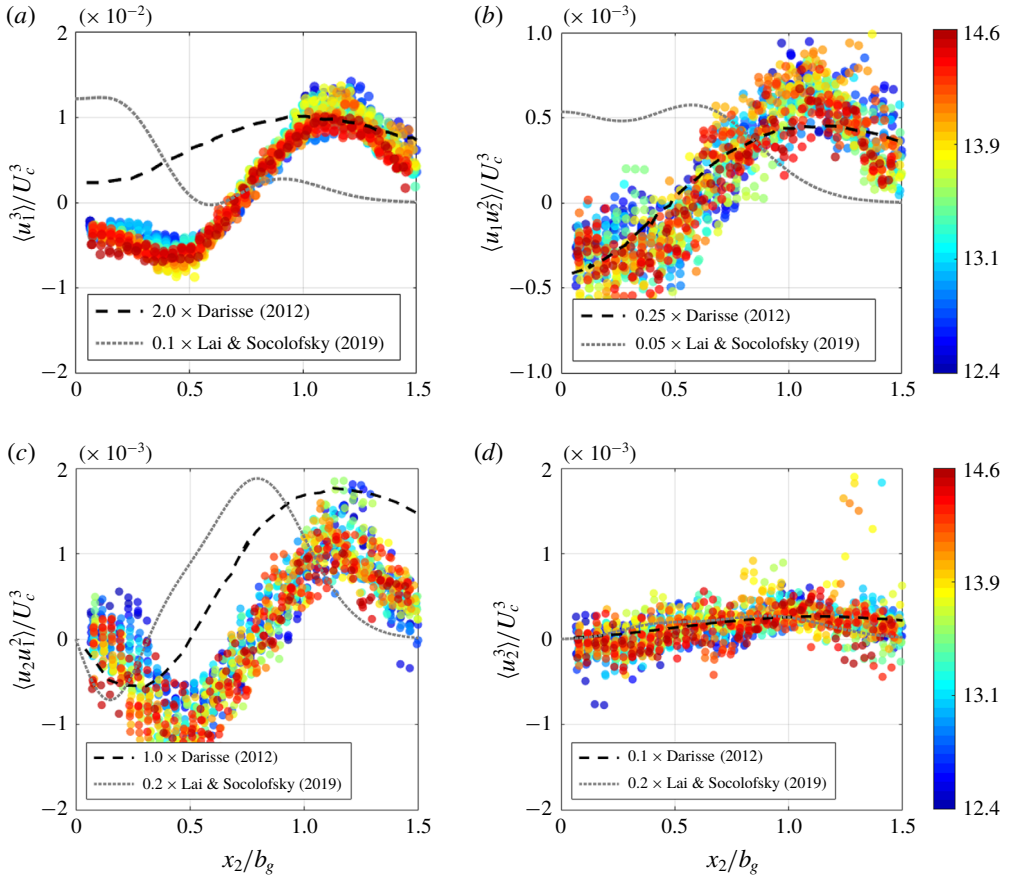 (a) (× 10⁻²)
2
1
0
−1
−2
0 0.5 1.0 1.5
⟨u₁³⟩/U_c³
2.0 × Darisse (2012)
0.1 × Lai & Socolofsky (2019)
(b) (× 10⁻³)
1.0
0.5
0
−0.5
−1.0
0 0.5 1.0 1.5
⟨u₁u₂²⟩/U_c³
0.25 × Darisse (2012)
0.05 × Lai & Socolofsky (2019)
14.6
13.9
13.1
12.4
(c) (× 10⁻³)
2
1
0
−1
−2
0 0.5 1.0 1.5
⟨u₂u₁²⟩/U_c³
1.0 × Darisse (2012)
0.2 × Lai & Socolofsky (2019)
x₂/b_g
(d) (× 10⁻³)
2
1
0
−1
−2
0 0.5 1.0 1.5
⟨u₂³⟩/U_c³
0.1 × Darisse (2012)
0.2 × Lai & Socolofsky (2019)
x₂/b_g
14.6
13.9
13.1
12.4